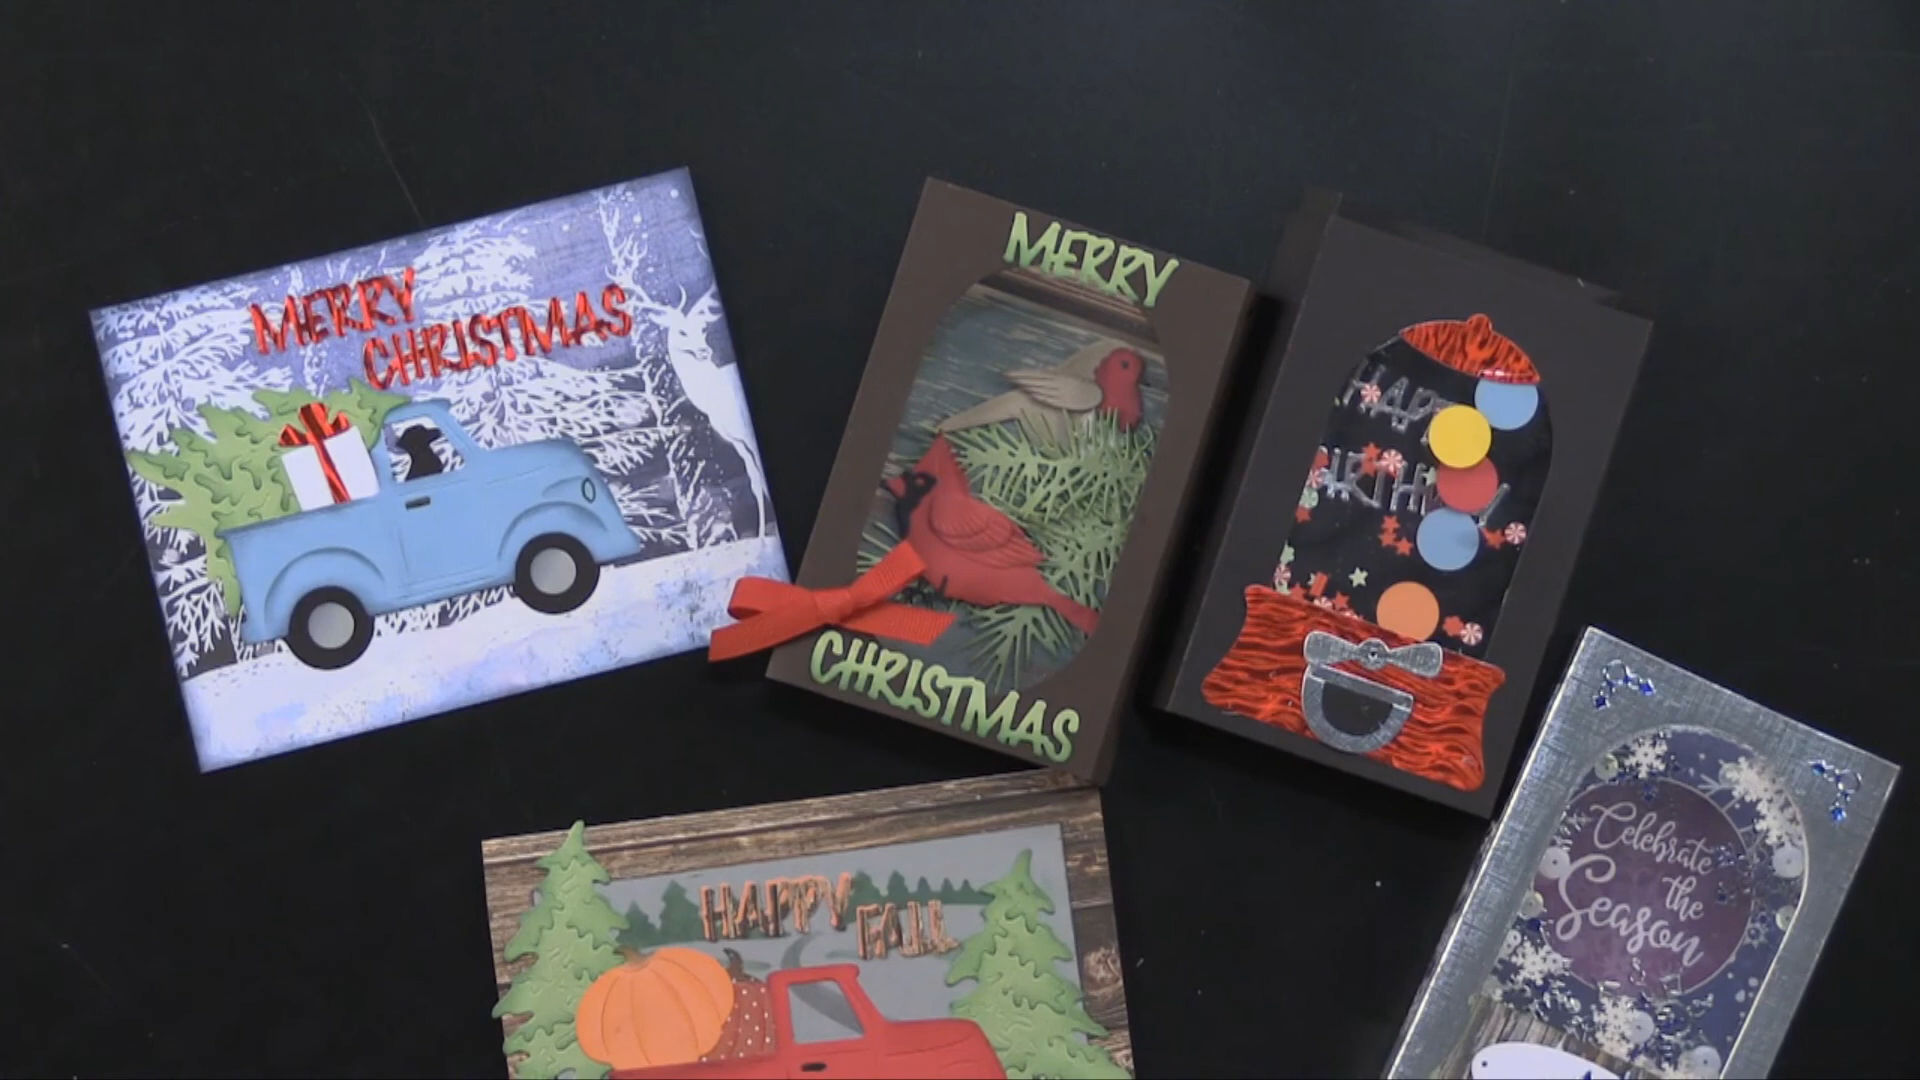 MERRY
CHRISTMAS
MERRY
CHRISTMAS
HAPPY
BIRTHDAY
HAPPY
FALL
Celebrate
the
Season